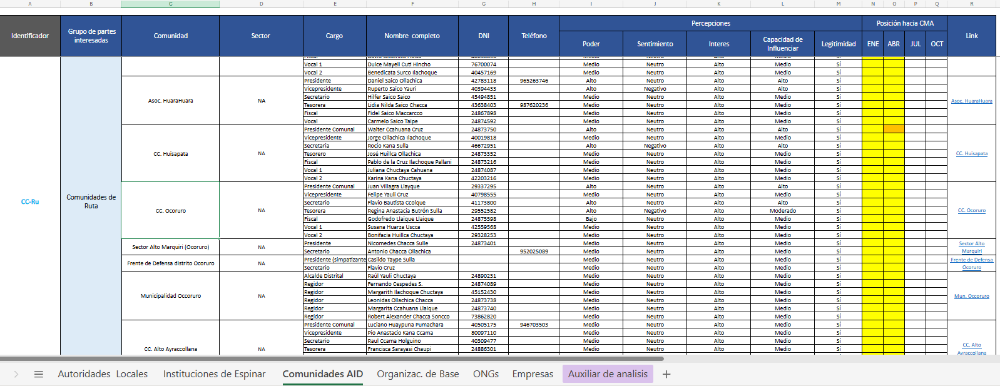 A B C D E F G H I J K L M N O P Q R
Identificador Grupo de partes interesadas Comunidad Sector Cargo Nombre completo DNI Teléfono Percepciones Posición hacia CMA Link
Poder Sentimiento Interes Capacidad de Influenciar Legitimidad ENE ABR JUL OCT
Vocal 1 Dulce Mayeli Cuti Hincho 76700074 Medio Neutro Alto Medio Sí
Vocal 2 Benedicata Surco Ilachoque 40457169 Medio Neutro Alto Medio Sí
CC-Ru Comunidades de Ruta
Asoc. HuaraHuara NA Asoc. HuaraHuara
Presidente Daniel Saico Ollachica 42783118 965263746 Alto Neutro Alto Alto Sí
Vicepresidente Ruperto Saico Yauri 40394433 Alto Negativo Alto Alto Sí
Secretario Hilfer Saico Saico 45494851 Medio Neutro Alto Medio Sí
Tesorera Lidia Nilda Saico Chacca 43638403 987620236 Medio Neutro Alto Medio Sí
Fiscal Fidel Saico Maccarcco 24867898 Medio Neutro Alto Medio Sí
Vocal Carmelo Saico Taipe 24874592 Medio Neutro Alto Medio Sí
CC. Huisapata NA CC. Huisapata
Presidente Comunal Walter Ccahuana Cruz 24873750 Alto Neutro Alto Alto Sí
Vicepresidente Jorge Ollachica Ilachoque 40019818 Medio Neutro Alto Medio Sí
Secretaria Rocío Kana Sulla 46672951 Alto Negativo Alto Alto Sí
Tesorero José Huillca Ollachica 24873352 Medio Neutro Alto Medio Sí
Fiscal Pablo de la Cruz Ilachoque Pallani 24873216 Medio Neutro Alto Medio Sí
Vocal 1 Juliana Chuctaya Cahuana 24874087 Medio Neutro Alto Medio Sí
Vocal 2 Karina Kana Chuctaya 42203216 Medio Neutro Alto Medio Sí
CC. Ocoruro NA CC. Ocoruro
Presidente Comunal Juan Villagra Llayque 29337295 Alto Neutro Alto Alto Sí
Vicepresidente Felipe Yauli Cruz 40798555 Medio Neutro Alto Medio Sí
Secretario Flavio Bautista Ccolque 41173800 Alto Neutro Alto Alto Sí
Tesorera Regina Anastacia Butrón Sulla 29552582 Alto Negativo Alto Moderado Sí
Fiscal Godofredo Llaique Llaique 24875598 Bajo Neutro Alto Medio Sí
Vocal 1 Susana Huarza Uscca 42559568 Medio Neutro Alto Medio Sí
Vocal 2 Bonifacia Huillca Chuctaya 29328253 Medio Neutro Alto Medio Sí
Sector Alto Marquiri (Ocoruro) NA Sector Alto Marquiri
Presidente Nicomedes Chacca Sulle 24873401 Medio Neutro Alto Medio Sí
Secretario Antonio Chacca Ollachica 952025089 Medio Neutro Alto Medio Sí
Frente de Defensa distrito Ocoruro NA Frente de Defensa Ocoruro
Presidente (simpatizante Casildo Taype Sulla Medio Neutro Alto Medio Sí
Secretario Flavio Cruz Medio Neutro Alto Medio Sí
Municipalidad Occoruro NA Mun. Occoruro
Alcalde Distrital Raúl Yauli Chuctaya 24890231 Medio Neutro Alto Medio Sí
Regidor Fernando Cespedes S. 24874089 Medio Neutro Alto Medio Sí
Regidor Margarith Ilachoque Chuctaya 45152430 Medio Neutro Alto Medio Sí
Regidor Leonidas Ollachica Chacca 24873738 Medio Neutro Alto Medio Sí
Regidor Margarita Ccahuana Llaique 24873740 Medio Neutro Alto Medio Sí
Regidor Robert Alexander Chacca Soncco 73862820 Medio Neutro Alto Medio Sí
CC. Alto Ayraccollana NA CC. Alto Ayraccollana
Presidente Comunal Luciano Huaypuna Pumachara 40505175 946703503 Medio Neutro Alto Medio Sí
Vicepresidente Pio Anastacio Kana Ccama 80097110 Medio Neutro Alto Medio Sí
Secretario Raul Ccama Holguino 40309477 Medio Neutro Alto Medio Sí
Tesorera Francisca Sarayasi Chaupi 24886301 Medio Neutro Alto Medio Sí
Autoridades Locales Instituciones de Espinar Comunidades AID Organizac. de Base ONGs Empresas Auxiliar de analisis